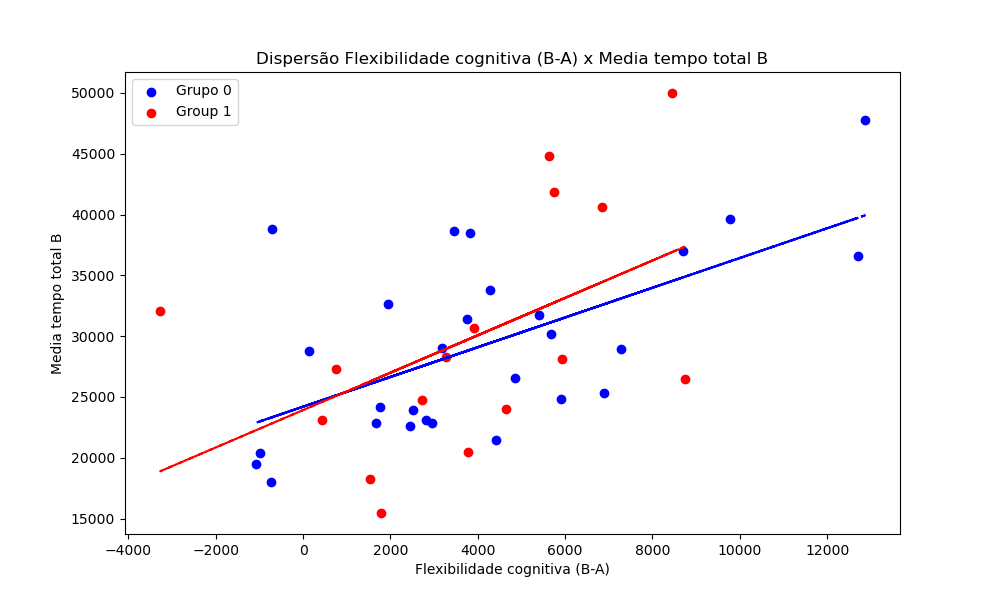 Dispersão Flexibilidade cognitiva (B-A) x Media tempo total B
Grupo 0
Group 1
50000
45000
40000
35000
30000
25000
20000
15000
Media tempo total B
−4000 −2000 0 2000 4000 6000 8000 10000 12000
Flexibilidade cognitiva (B-A)